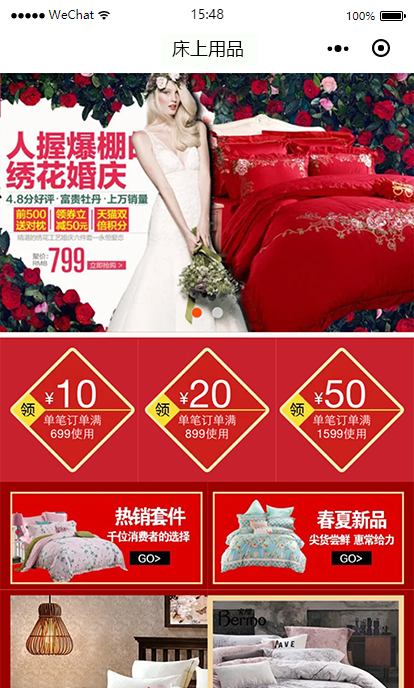 WeChat
15:48
100%
床上用品
人握爆棚
绣花婚庆
4.8分好评·富贵牡丹·上万销量
前500 领券立 天猫双
送对枕 减50元 倍积分
聚价:
RMB 799 立即抢购 >
领 ¥10
单笔订单满
699使用
领 ¥20
单笔订单满
899使用
领 ¥50
单笔订单满
1599使用
热销套件
千位消费者的选择
GO>
春夏新品
尖货尝鲜 惠常给力
GO>
Bermo
LAVE